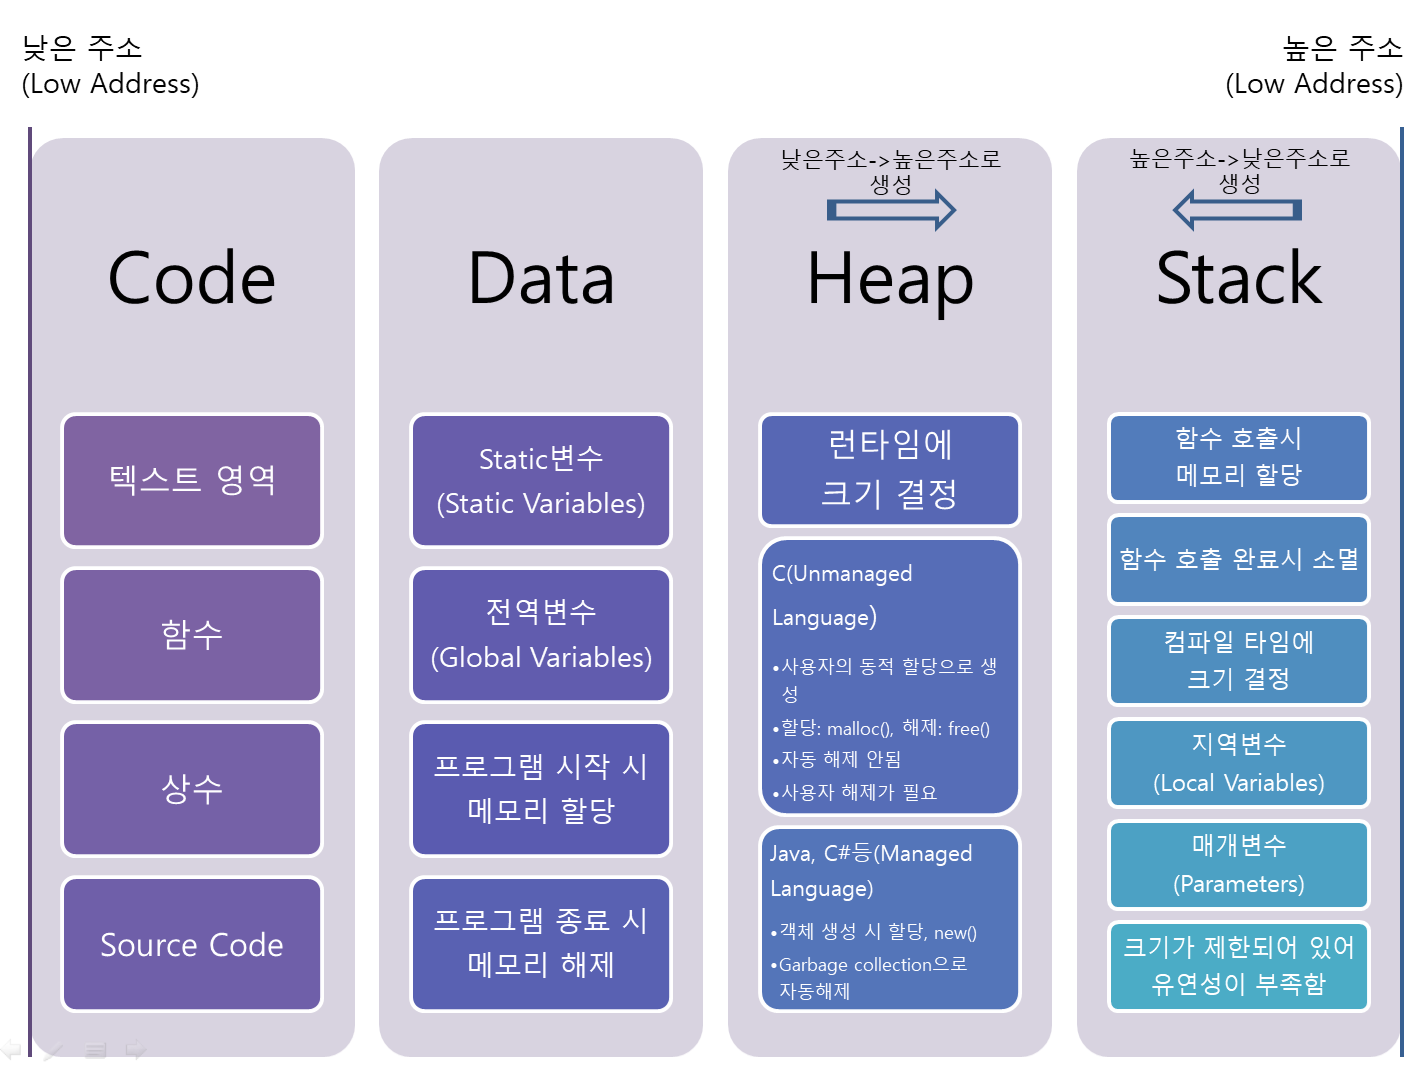 낮은 주소
(Low Address)
높은 주소
(Low Address)
Code
텍스트 영역
함수
상수
Source Code
Data
Static변수
(Static Variables)
전역변수
(Global Variables)
프로그램 시작 시
메모리 할당
프로그램 종료 시
메모리 해제
낮은주소->높은주소로
생성
Heap
런타임에
크기 결정
C(Unmanaged
Language)
•사용자의 동적 할당으로 생
성
•할당: malloc(), 해제: free()
•자동 해제 안됨
•사용자 해제가 필요
Java, C#등(Managed
Language)
•객체 생성 시 할당, new()
•Garbage collection으로
자동해제
높은주소->낮은주소로
생성
Stack
함수 호출시
메모리 할당
함수 호출 완료시 소멸
컴파일 타임에
크기 결정
지역변수
(Local Variables)
매개변수
(Parameters)
크기가 제한되어 있어
유연성이 부족함